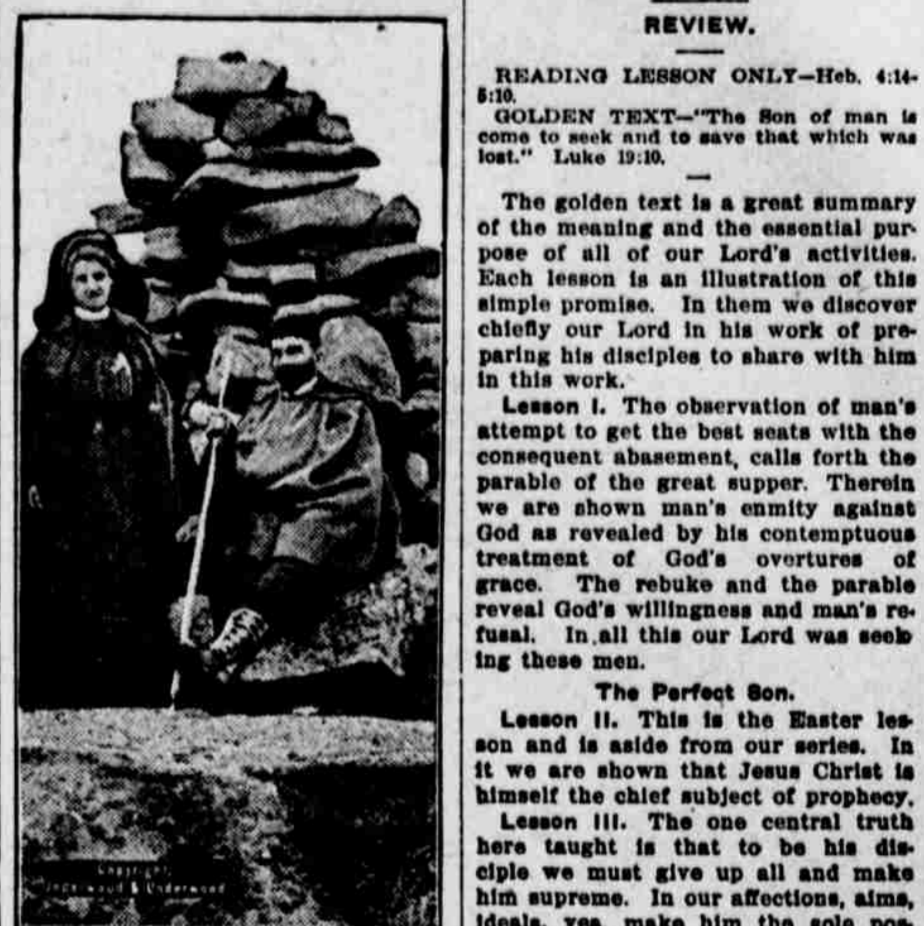 Copyright
Underwood & Underwood
REVIEW.
READING LESSON ONLY—Heb. 4:14-
5:10.
GOLDEN TEXT—"The Son of man is
come to seek and to save that which was
lost." Luke 19:10.
The golden text is a great summary
of the meaning and the essential pur-
pose of all of our Lord's activities.
Each lesson is an illustration of this
simple promise. In them we discover
chiefly our Lord in his work of pre-
paring his disciples to share with him
in this work.
Lesson I. The observation of man's
attempt to get the best seats with the
consequent abasement, calls forth the
parable of the great supper. Therein
we are shown man's enmity against
God as revealed by his contemptuous
treatment of God's overtures of
grace. The rebuke and the parable
reveal God's willingness and man's re-
fusal. In all this our Lord was seek-
ing these men.
The Perfect Son.
Lesson II. This is the Easter les-
son and is aside from our series. In
it we are shown that Jesus Christ is
himself the chief subject of prophecy.
Lesson III. The one central truth
here taught is that to be his dis-
ciple we must give up all and make
him supreme. In our affections, aims,
ideals, yes, make him the sole pos-